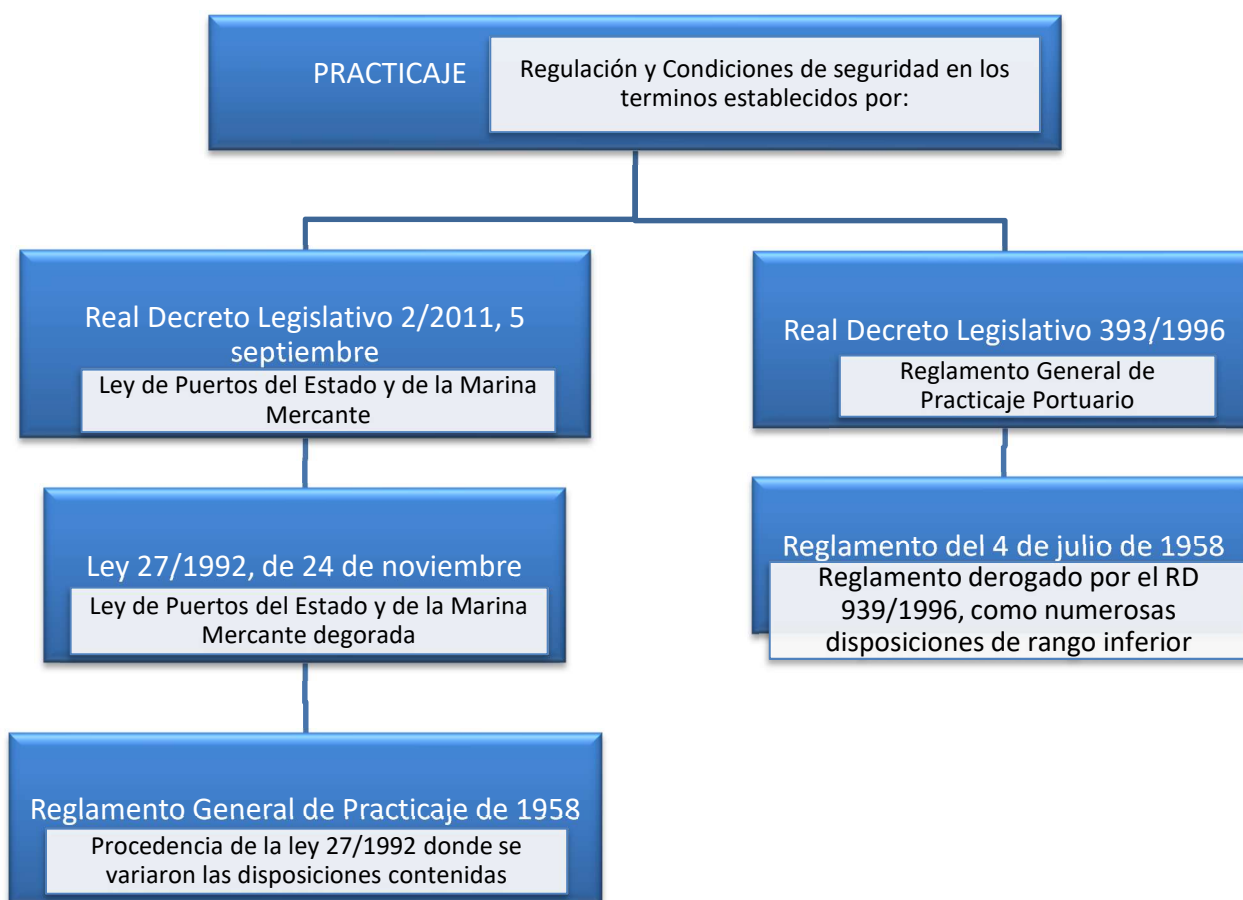 PRACTICAJE
Regulación y Condiciones de seguridad en los
terminos establecidos por:
Real Decreto Legislativo 2/2011, 5
septiembre
Ley de Puertos del Estado y de la Marina
Mercante
Real Decreto Legislativo 393/1996
Reglamento General de
Practicaje Portuario
Ley 27/1992, de 24 de noviembre
Ley de Puertos del Estado y de la Marina
Mercante degorada
Reglamento del 4 de julio de 1958
Reglamento derogado por el RD
939/1996, como numerosas
disposiciones de rango inferior
Reglamento General de Practicaje de 1958
Procedencia de la ley 27/1992 donde se
variaron las disposiciones contenidas